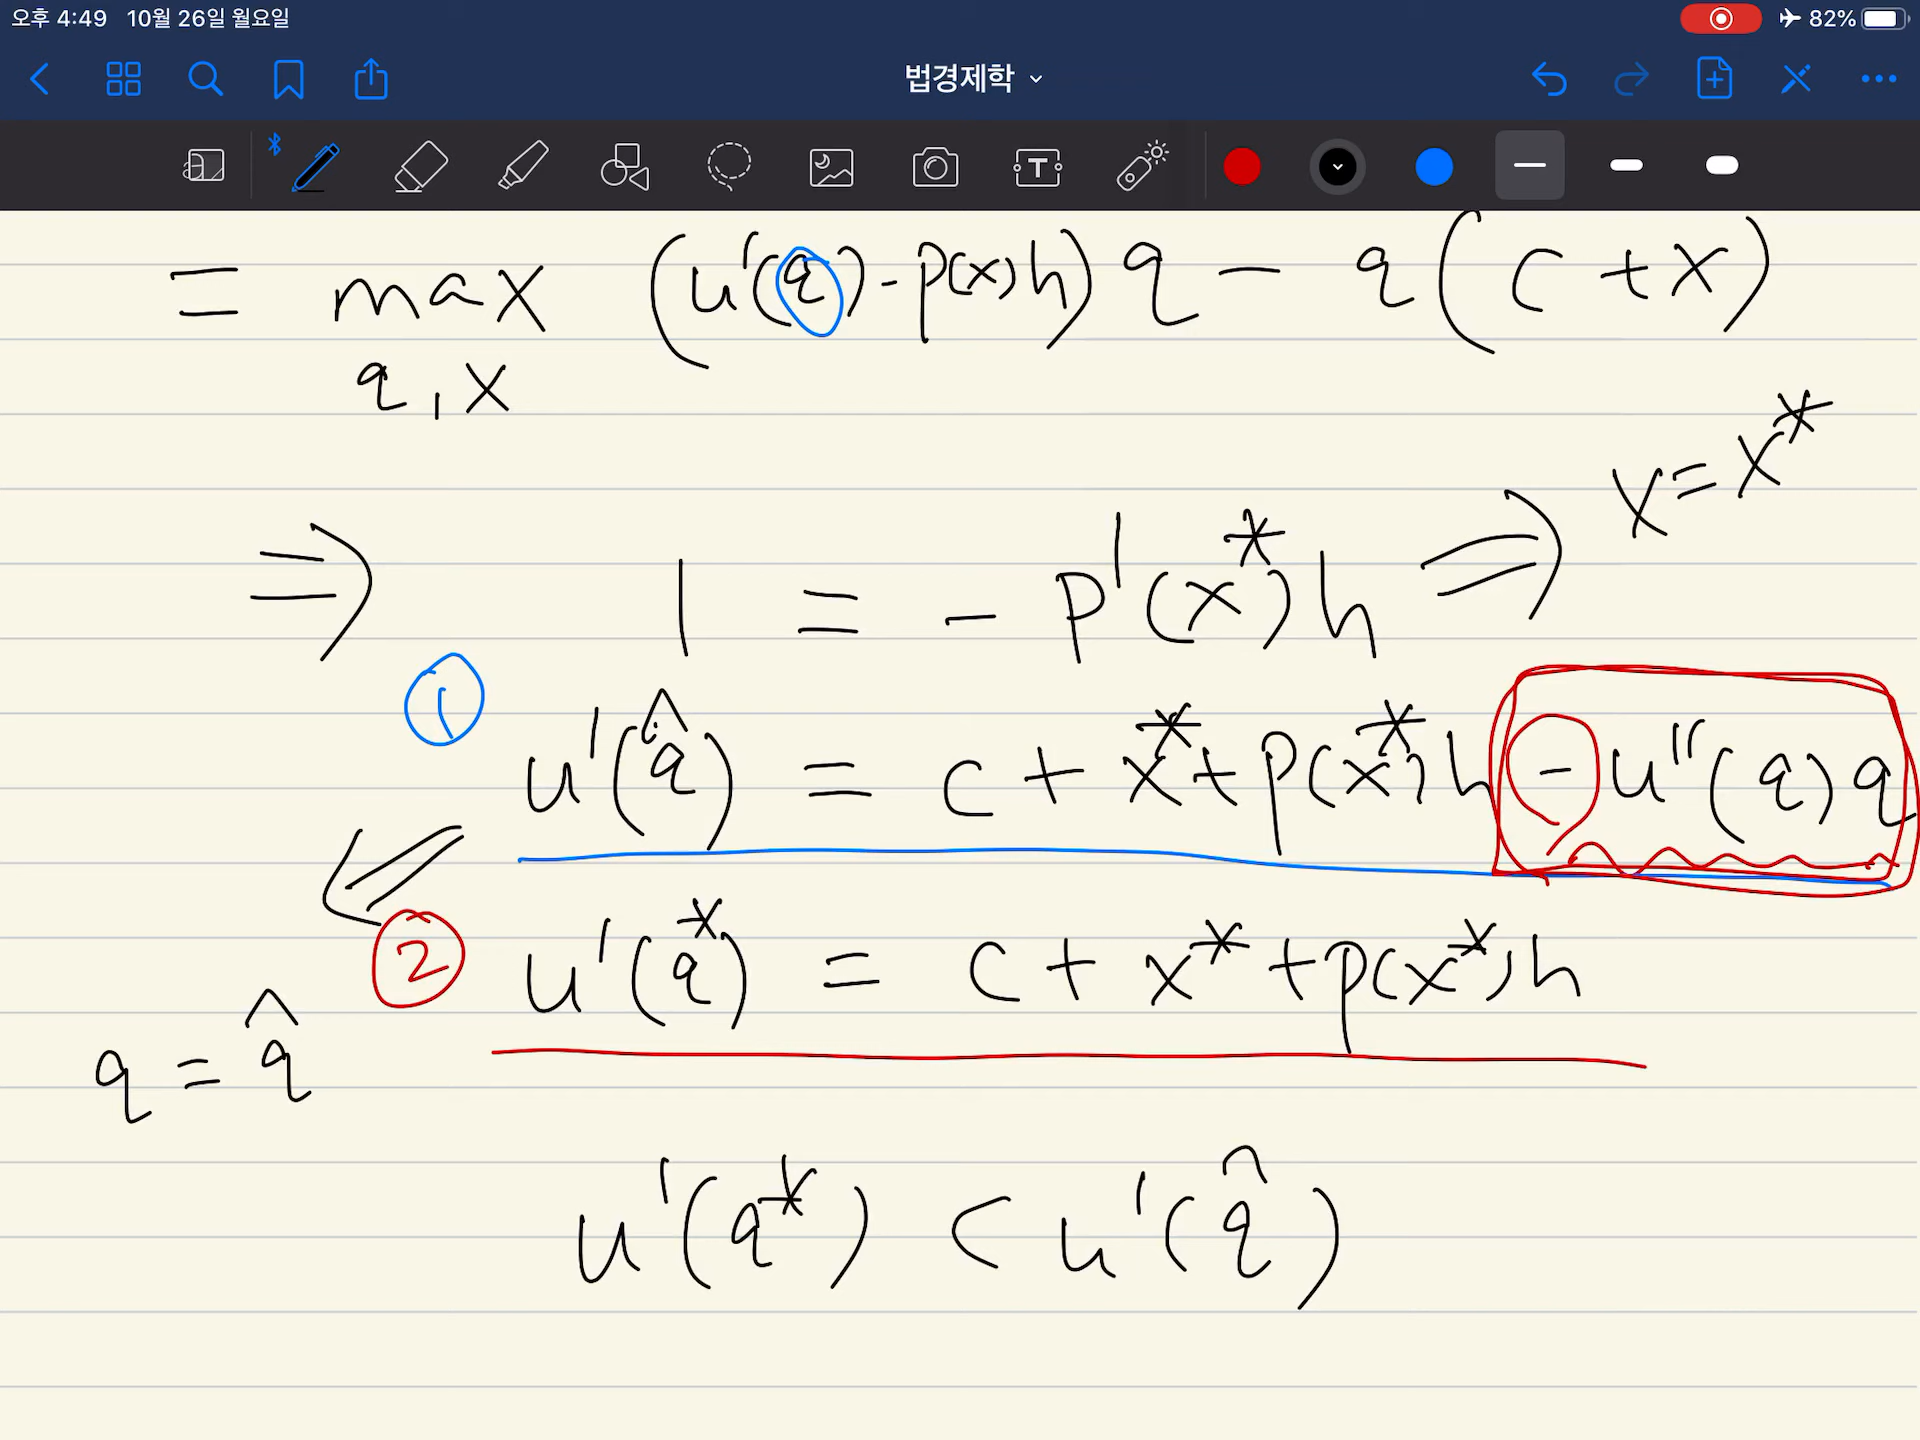 오후 4:49 10월 26일 월요일 82%
법경제학
= max (u'(q) - p(x)h) q - q(c+x)
q, x
x = x*
⇒ 1 = - p'(x*)h ⇒
① u'(q̂) = c + x* + p(x*)h - u''(q)q
⇐
② u'(q*) = c + x* + p(x*)h
q = q̂
u'(q*) < u'(q̂)